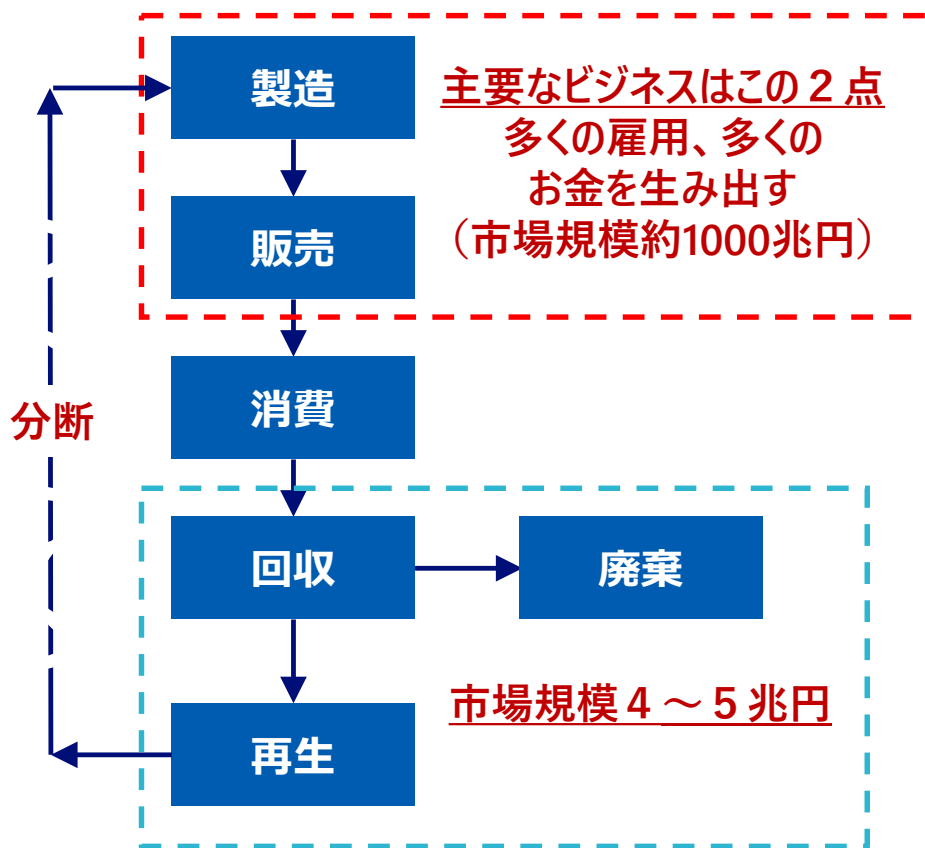 製造
主要なビジネスはこの２点
多くの雇用、多くの
お金を生み出す
（市場規模約1000兆円）
販売
消費
分断
回収
廃棄
市場規模４～５兆円
再生